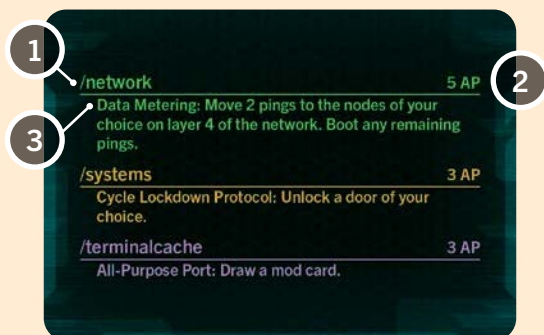 1
/network 5 AP
2
3
Data Metering: Move 2 pings to the nodes of your
choice on layer 4 of the network. Boot any remaining
pings.
/systems 3 AP
Cycle Lockdown Protocol: Unlock a door of your
choice.
/terminalcache 3 AP
All-Purpose Port: Draw a mod card.